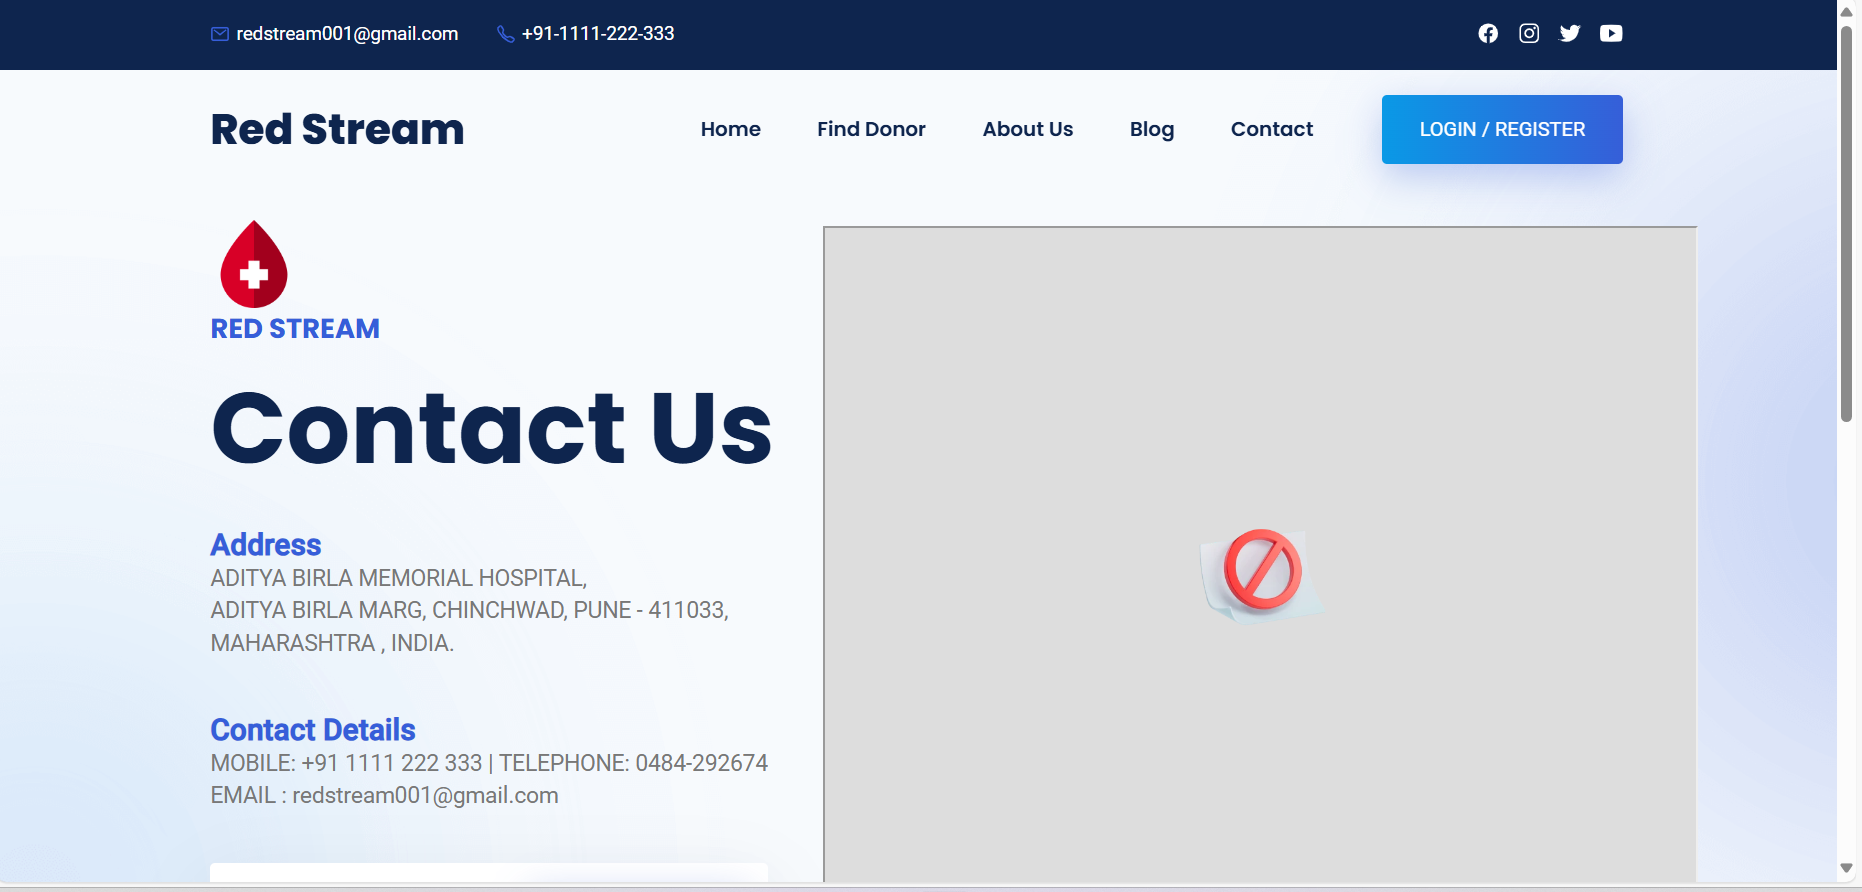 redstream001@gmail.com +91-1111-222-333
Red Stream Home Find Donor About Us Blog Contact LOGIN / REGISTER
RED STREAM
Contact Us
Address
ADITYA BIRLA MEMORIAL HOSPITAL,
ADITYA BIRLA MARG, CHINCHWAD, PUNE - 411033,
MAHARASHTRA , INDIA.
Contact Details
MOBILE: +91 1111 222 333 | TELEPHONE: 0484-292674
EMAIL : redstream001@gmail.com